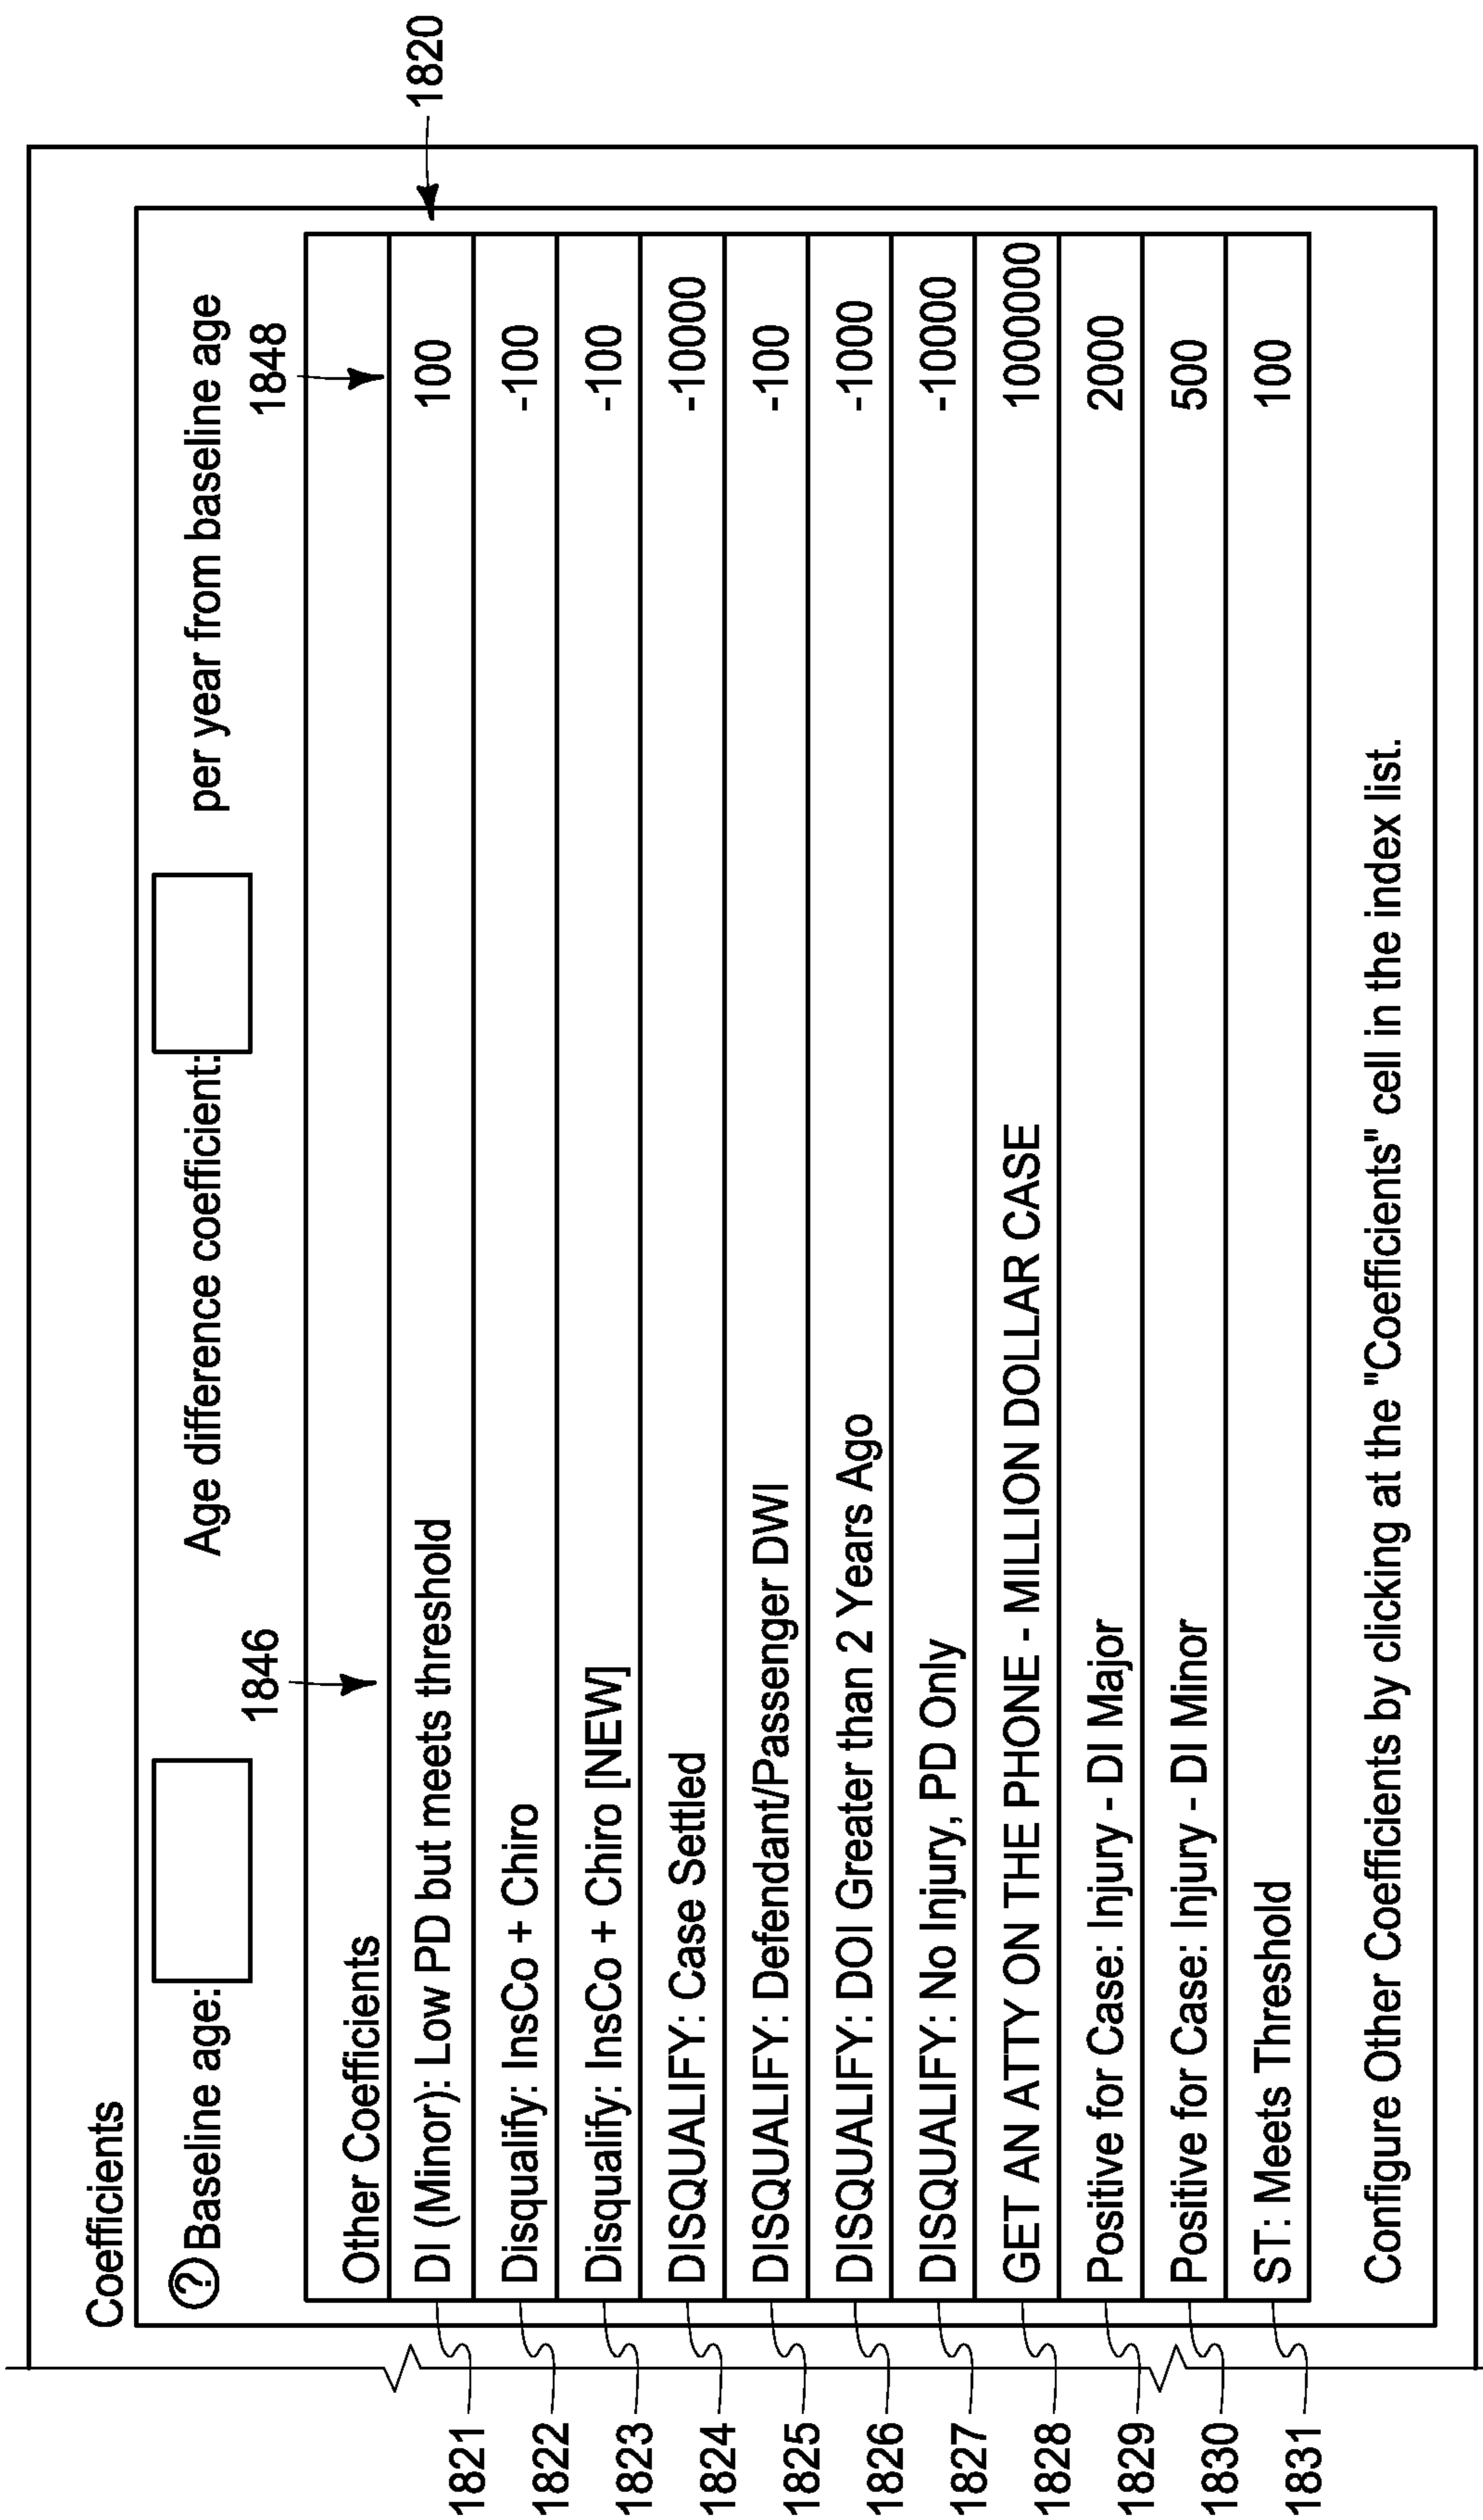 Coefficients
? Baseline age: Age difference coefficient: per year from baseline age
1846 1848
1820
Other Coefficients
1821 DI (Minor): Low PD but meets threshold 100
1822 Disqualify: InsCo + Chiro -100
1823 Disqualify: InsCo + Chiro [NEW] -100
1824 DISQUALIFY: Case Settled -10000
1825 DISQUALIFY: Defendant/Passenger DWI -100
1826 DISQUALIFY: DOI Greater than 2 Years Ago -1000
1827 DISQUALIFY: No Injury, PD Only -10000
1828 GET AN ATTY ON THE PHONE - MILLION DOLLAR CASE 1000000
1829 Positive for Case: Injury - DI Major 2000
1830 Positive for Case: Injury - DI Minor 500
1831 ST: Meets Threshold 100
Configure Other Coefficients by clicking at the "Coefficients" cell in the index list.